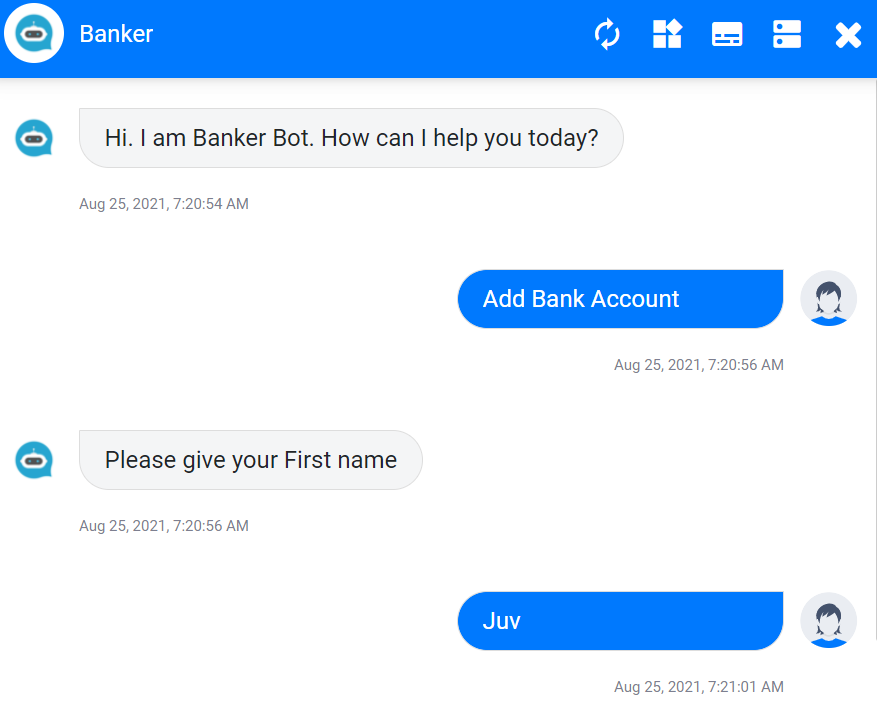 Banker
Hi. I am Banker Bot. How can I help you today?
Aug 25, 2021, 7:20:54 AM
Add Bank Account
Aug 25, 2021, 7:20:56 AM
Please give your First name
Aug 25, 2021, 7:20:56 AM
Juv
Aug 25, 2021, 7:21:01 AM